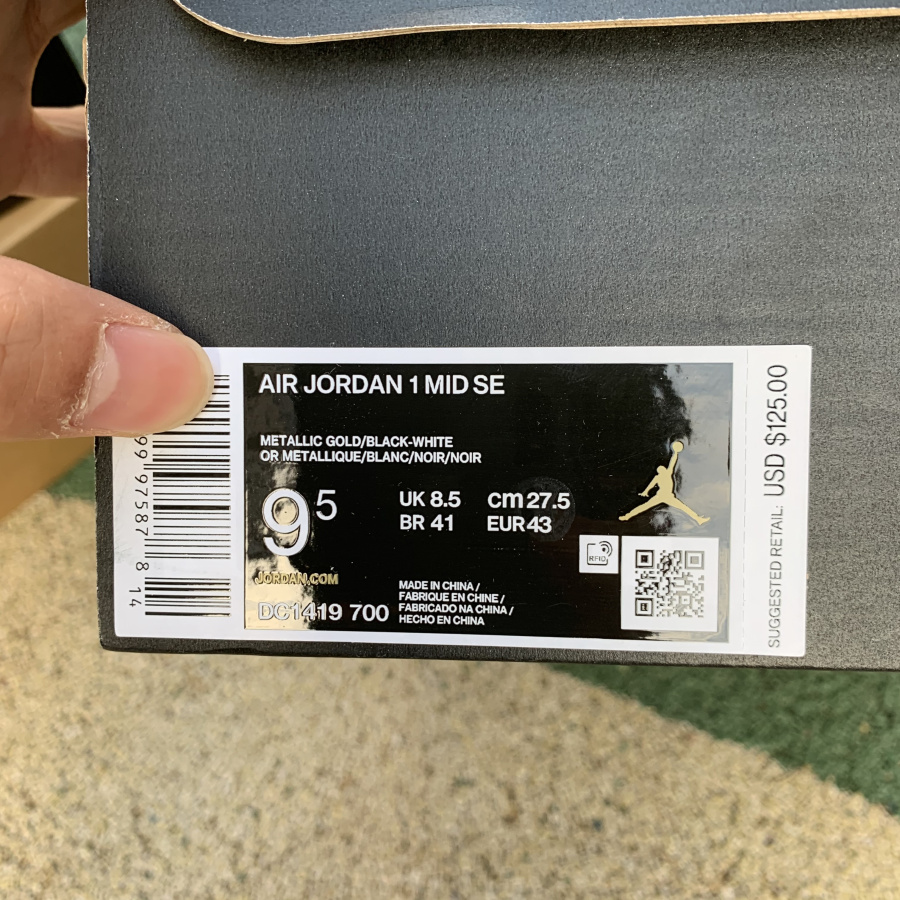 AIR JORDAN 1 MID SE
METALLIC GOLD/BLACK-WHITE
OR METALLIQUE/BLANC/NOIR/NOIR
9.5
UK 8.5
BR 41
cm 27.5
EUR 43
JORDAN.COM
DC1419 700
MADE IN CHINA /
FABRIQUE EN CHINE /
FABRICADO NA CHINA /
HECHO EN CHINA
RFID
SUGGESTED RETAIL: USD $125.00
97587 8
14